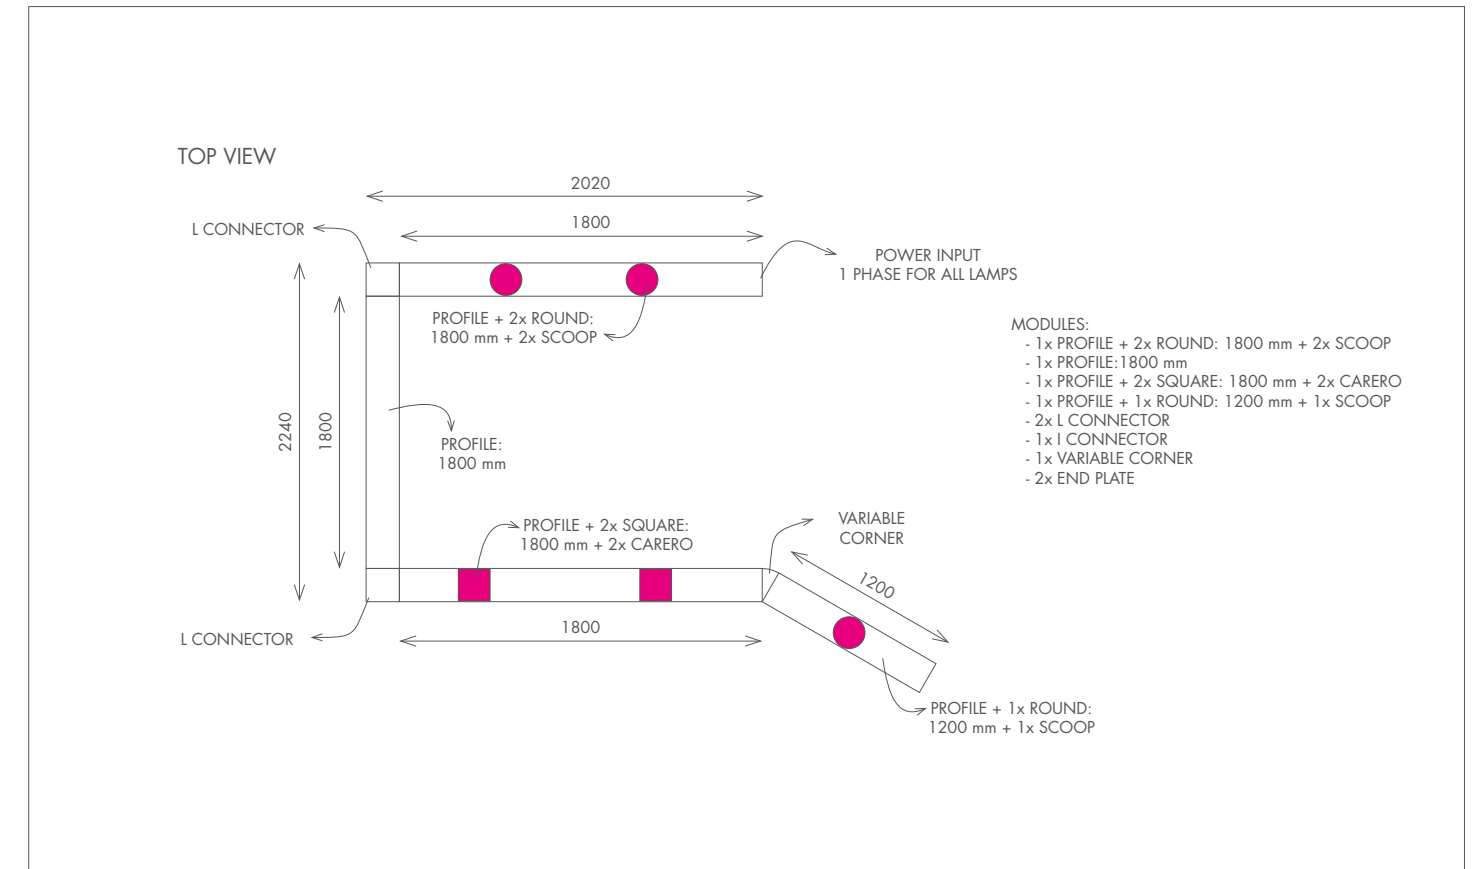 TOP VIEW
2020
L CONNECTOR
1800
POWER INPUT
1 PHASE FOR ALL LAMPS
PROFILE + 2x ROUND:
1800 mm + 2x SCOOP
MODULES:
- 1x PROFILE + 2x ROUND: 1800 mm + 2x SCOOP
- 1x PROFILE:1800 mm
- 1x PROFILE + 2x SQUARE: 1800 mm + 2x CARERO
- 1x PROFILE + 1x ROUND: 1200 mm + 1x SCOOP
- 2x L CONNECTOR
- 1x I CONNECTOR
- 1x VARIABLE CORNER
- 2x END PLATE
2240
1800
PROFILE:
1800 mm
PROFILE + 2x SQUARE:
1800 mm + 2x CARERO
VARIABLE
CORNER
1200
L CONNECTOR
1800
PROFILE + 1x ROUND:
1200 mm + 1x SCOOP